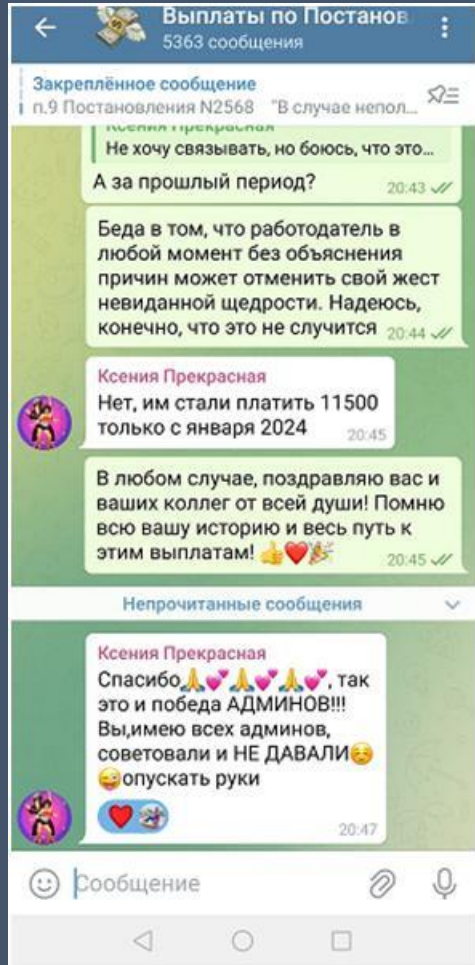 Выплаты по Постанов
5363 сообщения
Закреплённое сообщение
п.9 Постановления N2568 "В случае непол...
Ксения Прекрасная
Не хочу связывать, но боюсь, что это...
А за прошлый период?
20:43
Беда в том, что работодатель в
любой момент без объяснения
причин может отменить свой жест
невиданной щедрости. Надеюсь,
конечно, что это не случится 20:44
Ксения Прекрасная
Нет, им стали платить 11500
только с января 2024
20:45
В любом случае, поздравляю вас и
ваших коллег от всей души! Помню
всю вашу историю и весь путь к
этим выплатам! 👍❤️🎉
20:45
Непрочитанные сообщения
Ксения Прекрасная
Спасибо🙏💕🙏💕🙏💕, так
это и победа АДМИНОВ!!!
Вы,имею всех админов,
советовали и НЕ ДАВАЛИ☺️
😜опускать руки
20:47
Сообщение